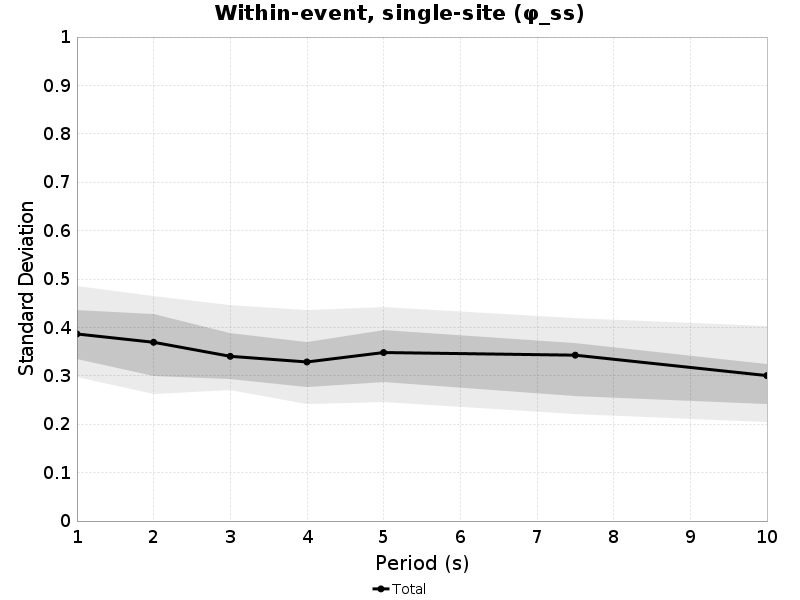 Within-event, single-site (φ_ss)
1
0.9
0.8
0.7
0.6
0.5
0.4
0.3
0.2
0.1
0
Standard Deviation
1 2 3 4 5 6 7 8 9 10
Period (s)
Total